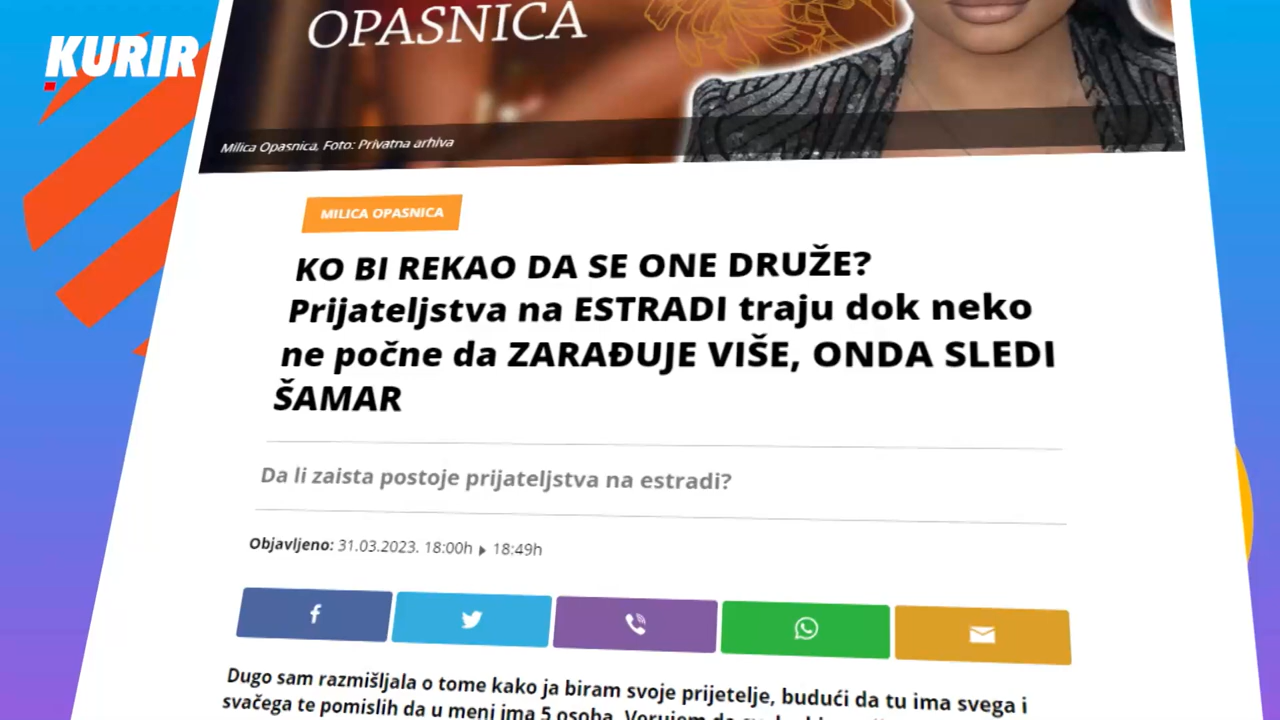 KURIR
OPASNICA
Milica Opasnica, Foto: Privatna arhiva
MILICA OPASNICA
KO BI REKAO DA SE ONE DRUŽE?
Prijateljstva na ESTRADI traju dok neko
ne počne da ZARAĐUJE VIŠE, ONDA SLEDI
ŠAMAR
Da li zaista postoje prijateljstva na estradi?
Objavljeno: 31.03.2023. 18:00h 18:49h
Dugo sam razmišljala o tome kako ja biram svoje prijetelje, budući da tu ima svega i
svačega te pomislih da u meni ima 5 osoba. Verujem da